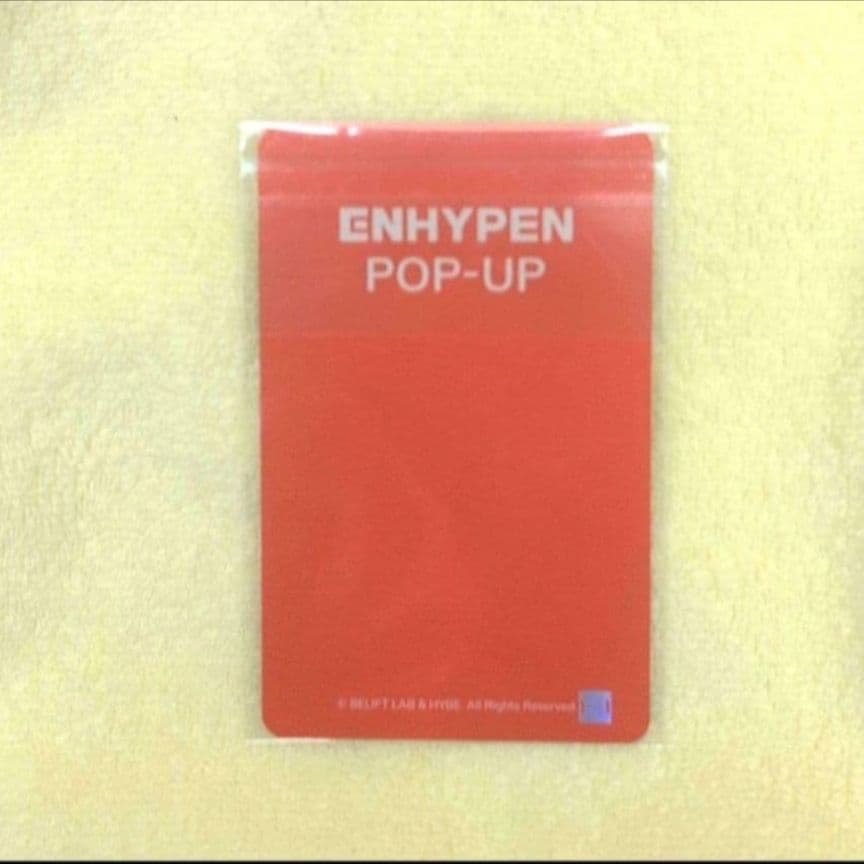 ENHYPEN
POP-UP
© BELIFT LAB & HYBE. All Rights Reserved.